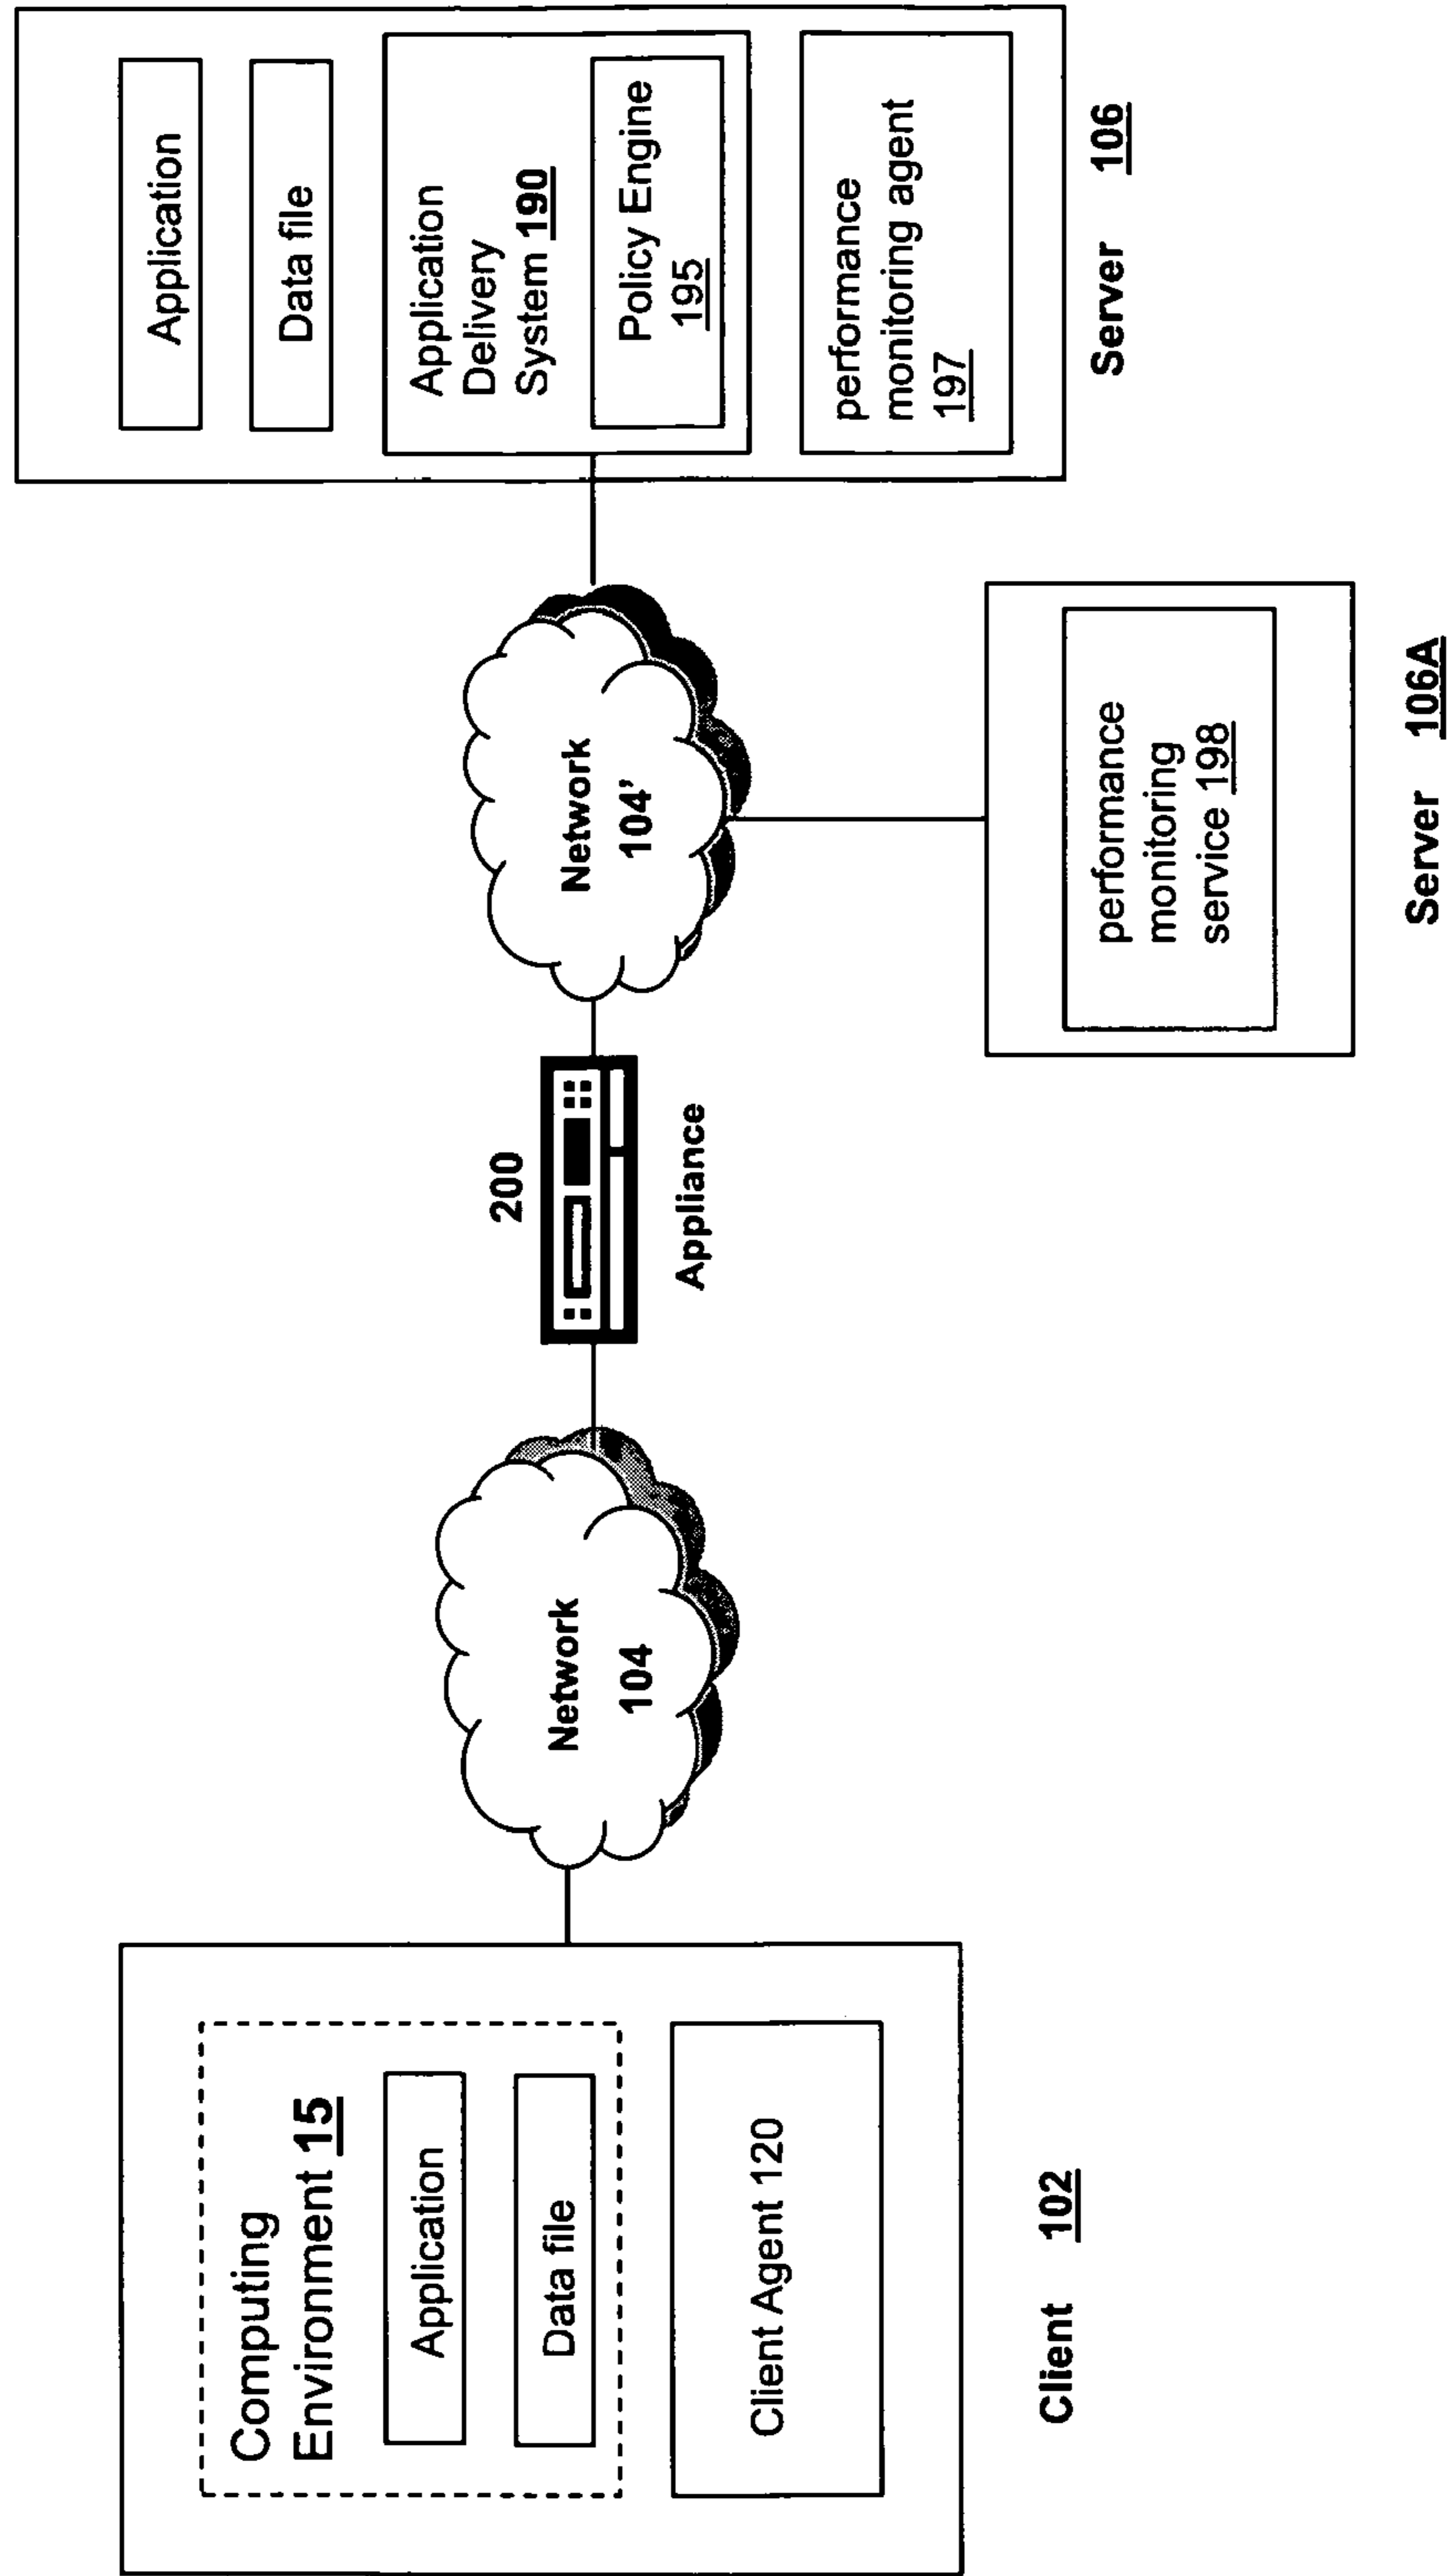 Computing
Environment 15
Application
Data file
Client Agent 120
Client 102
Network
104
200
Appliance
Network
104'
Application
Data file
Application
Delivery
System 190
Policy Engine
195
performance
monitoring agent
197
Server 106
performance
monitoring
service 198
Server 106A